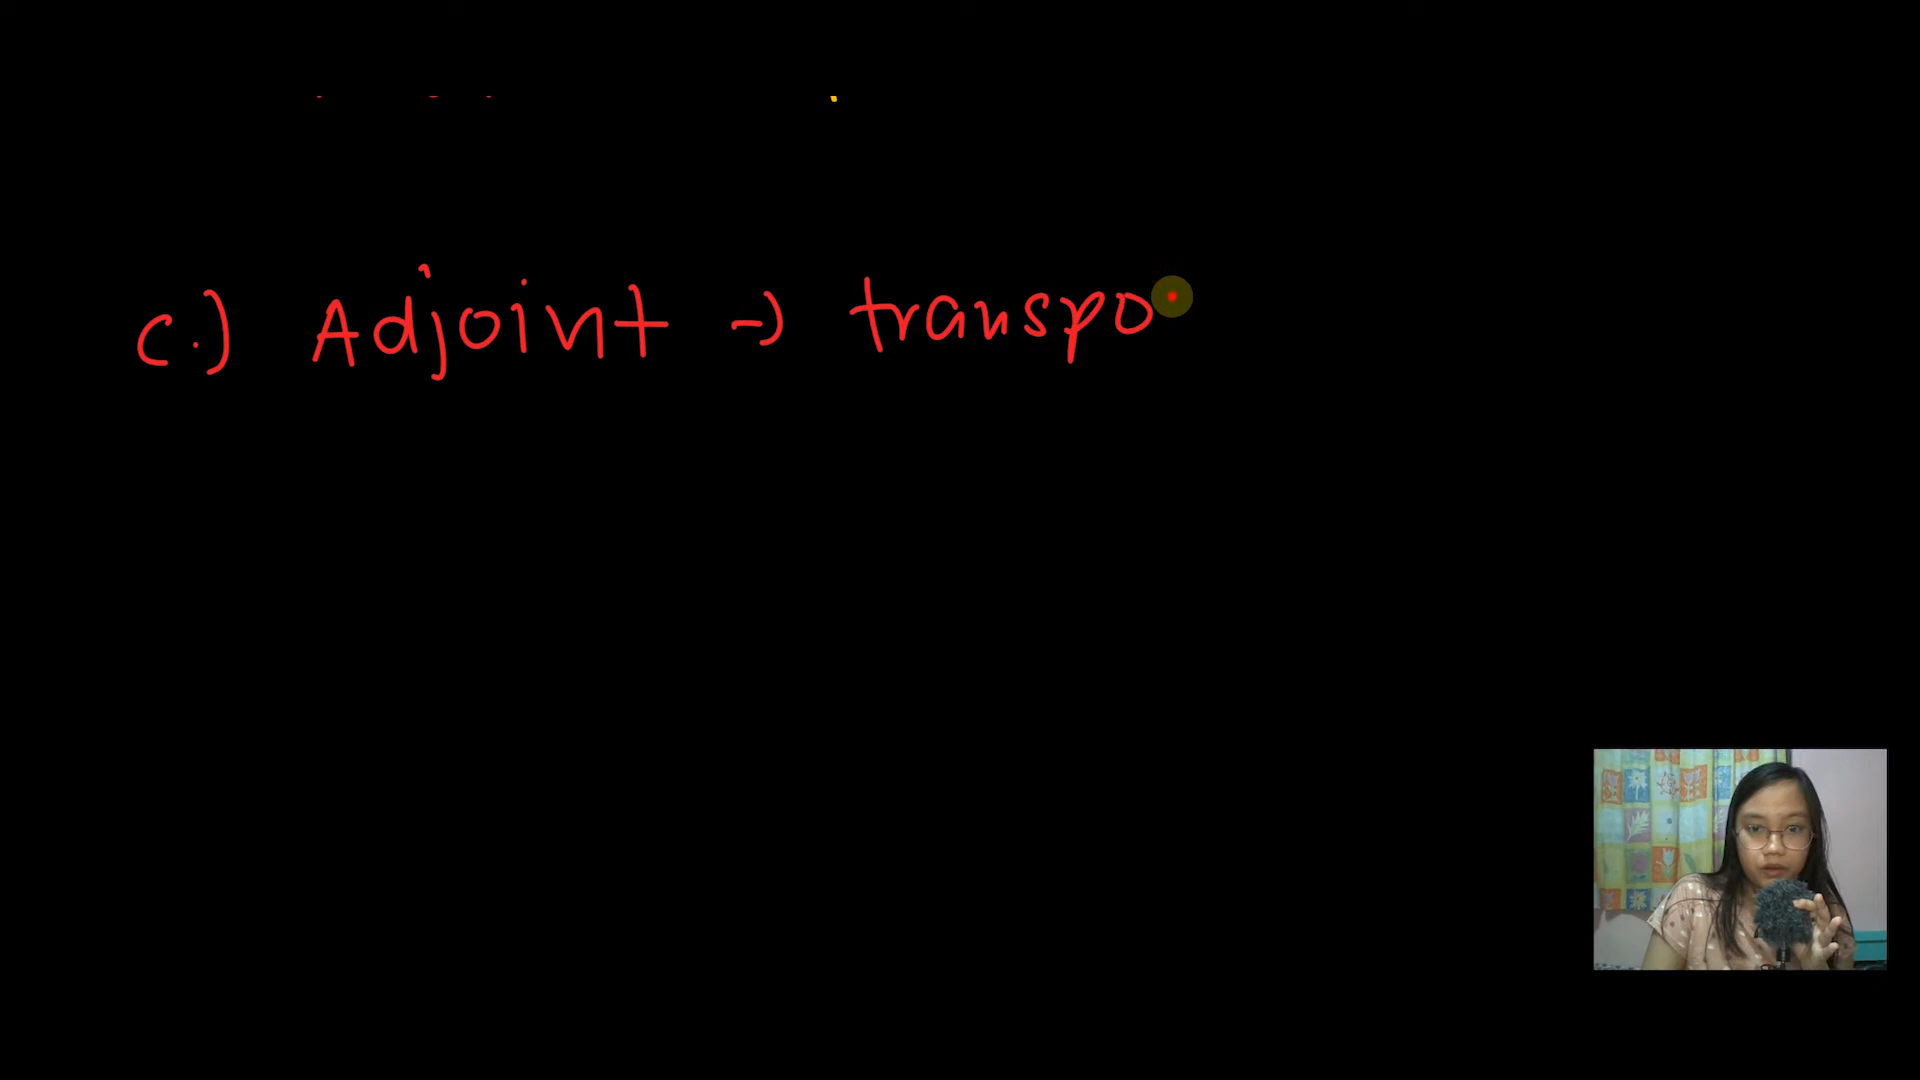 c.) Adjoint → transpo